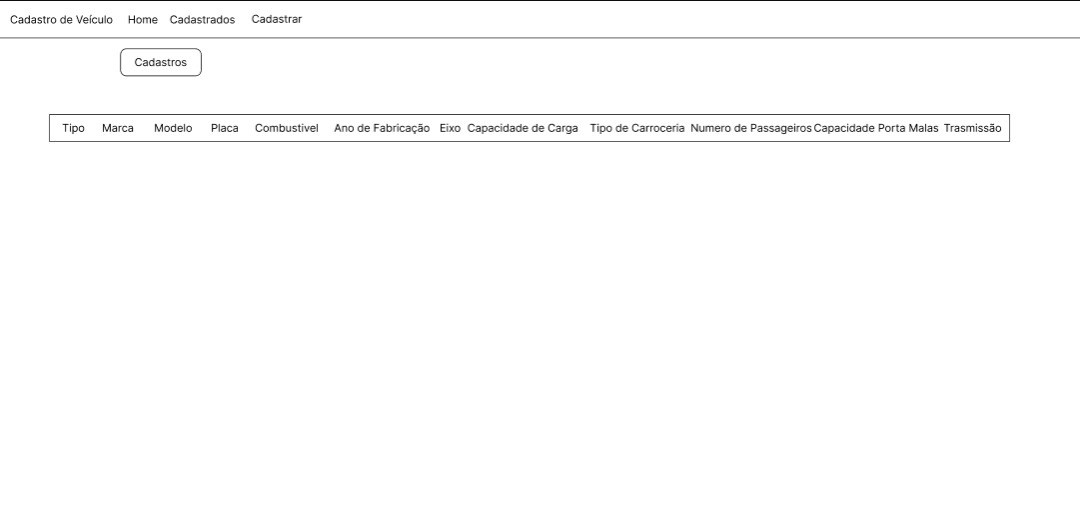 Cadastro de Veículo Home Cadastrados Cadastrar
Cadastros
Tipo Marca Modelo Placa Combustivel Ano de Fabricação Eixo Capacidade de Carga Tipo de Carroceria Numero de Passageiros Capacidade Porta Malas Trasmissão